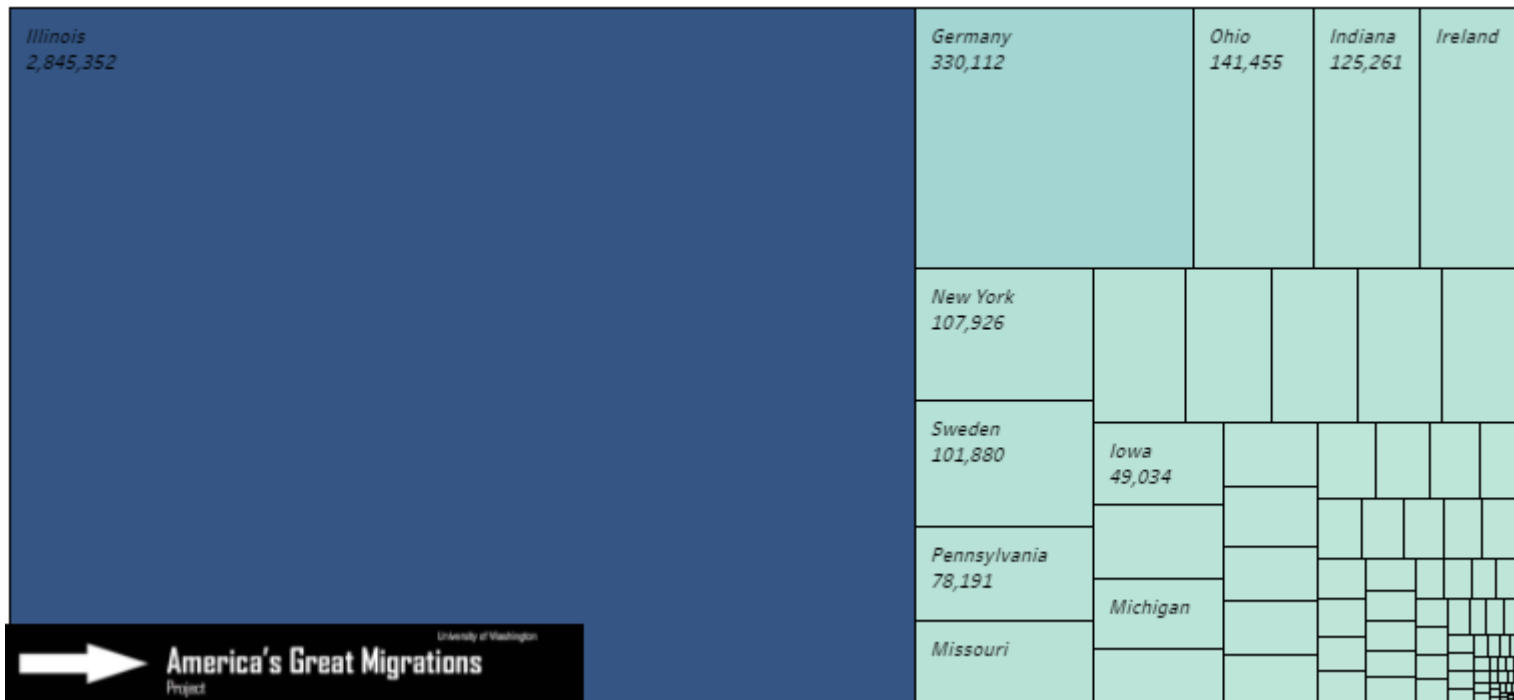 Illinois
2,845,352
Germany
330,112
Ohio
141,455
Indiana
125,261
Ireland
New York
107,926
Sweden
101,880
Iowa
49,034
Pennsylvania
78,191
Michigan
Missouri
University of Washington
America's Great Migrations
Project